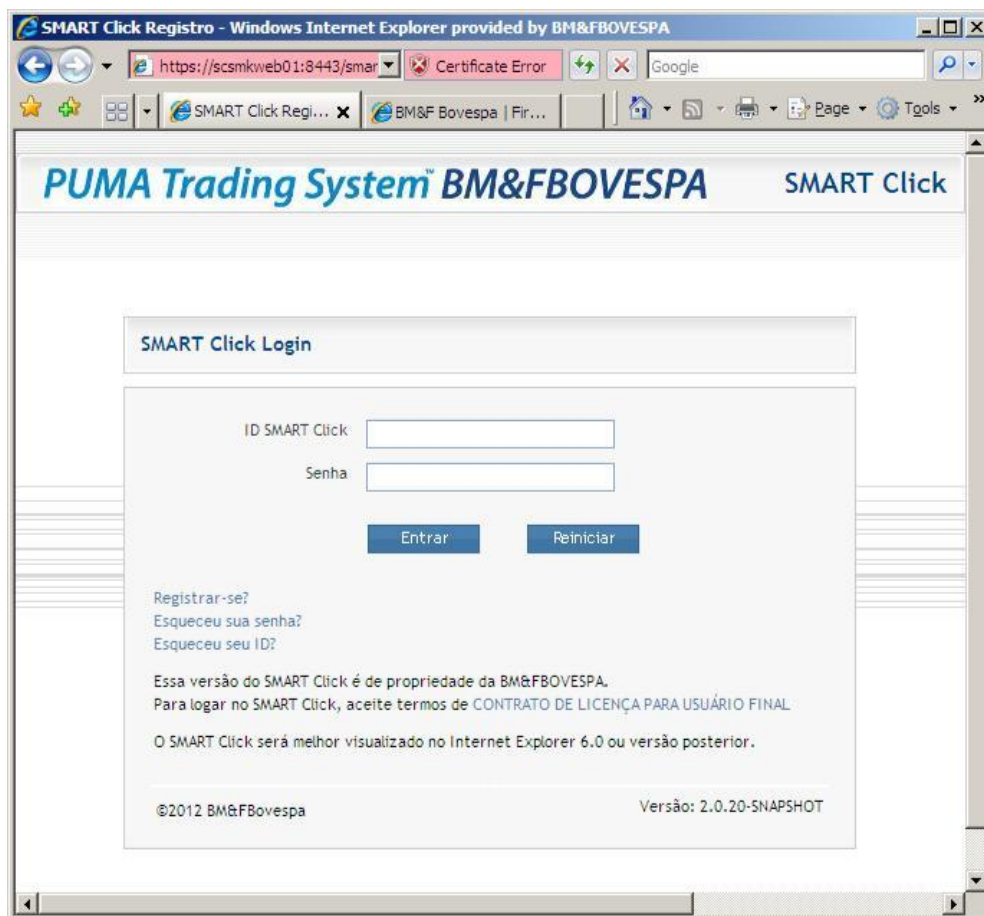 SMART Click Registro - Windows Internet Explorer provided by BM&FBOVESPA
https://scsmkweb01:8443/smar Certificate Error Google
SMART Click Regi... BM&F Bovespa | Fir... Page Tools
PUMA Trading System™ BM&FBOVESPA SMART Click
SMART Click Login
ID SMART Click
Senha
Entrar Reiniciar
Registrar-se?
Esqueceu sua senha?
Esqueceu seu ID?
Essa versão do SMART Click é de propriedade da BM&FBOVESPA.
Para logar no SMART Click, aceite termos de CONTRATO DE LICENÇA PARA USUÁRIO FINAL
O SMART Click será melhor visualizado no Internet Explorer 6.0 ou versão posterior.
©2012 BM&FBovespa Versão: 2.0.20-SNAPSHOT